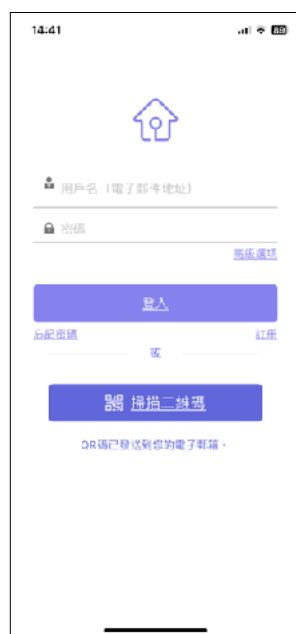 14:41
89
用戶名（電子郵件地址）
密碼
高級選項
登入
忘記密碼
註冊
或
掃描二維碼
QR碼已發送到您的電子郵箱。